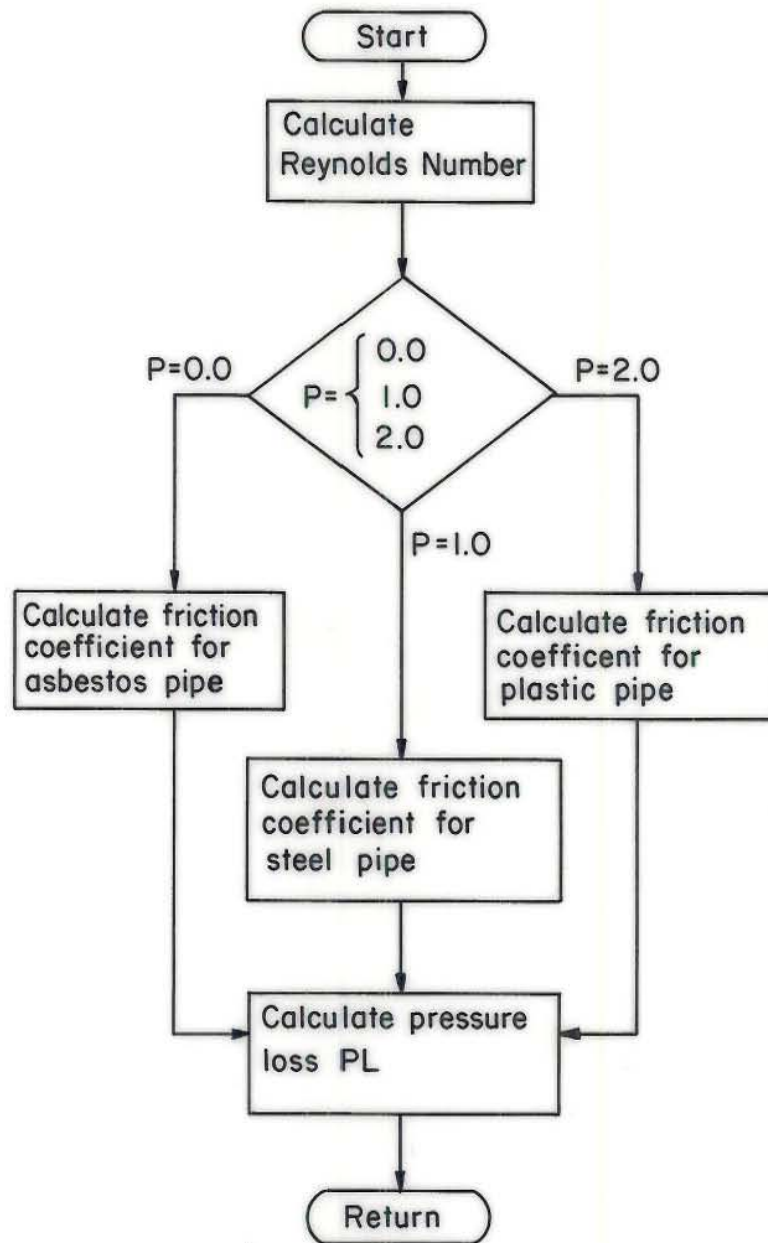 Start
Calculate
Reynolds Number
P=0.0
P= { 0.0
1.0
2.0
P=2.0
P=1.0
Calculate friction
coefficient for
asbestos pipe
Calculate friction
coefficent for
plastic pipe
Calculate friction
coefficient for
steel pipe
Calculate pressure
loss PL
Return